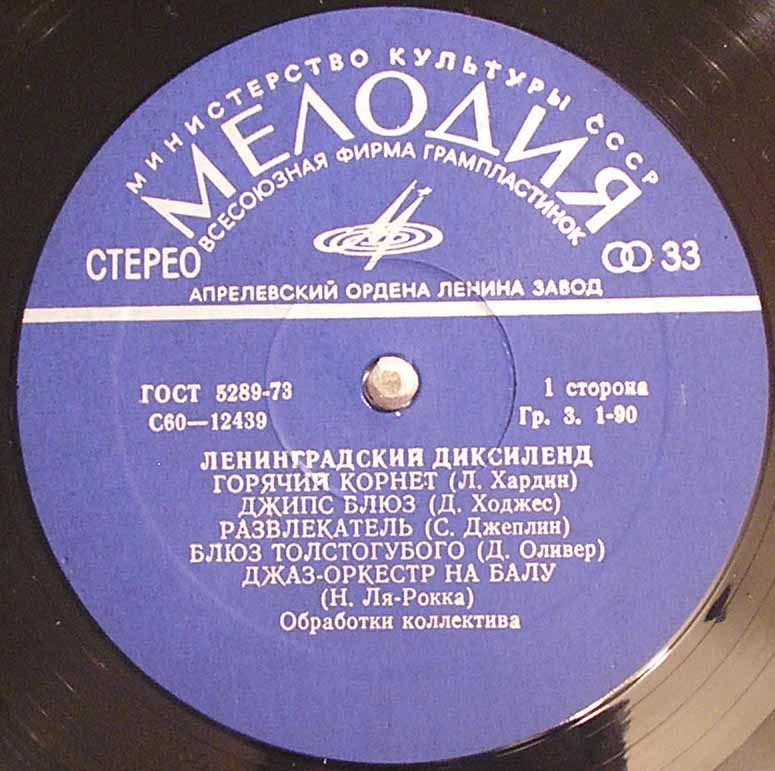 МИНИСТЕРСТВО КУЛЬТУРЫ СССР
МЕЛОДИЯ
ВСЕСОЮЗНАЯ ФИРМА ГРАМПЛАСТИНОК
СТЕРЕО
33
АПРЕЛЕВСКИЙ ОРДЕНА ЛЕНИНА ЗАВОД
ГОСТ 5289-73
1 сторона
С60—12439
Гр. 3. 1-90
ЛЕНИНГРАДСКИЙ ДИКСИЛЕНД
ГОРЯЧИЙ КОРНЕТ (Л. Хардин)
ДЖИПС БЛЮЗ (Д. Ходжес)
РАЗВЛЕКАТЕЛЬ (С. Джеплин)
БЛЮЗ ТОЛСТОГУБОГО (Д. Оливер)
ДЖАЗ-ОРКЕСТР НА БАЛУ
(Н. Ля-Рокка)
Обработки коллектива